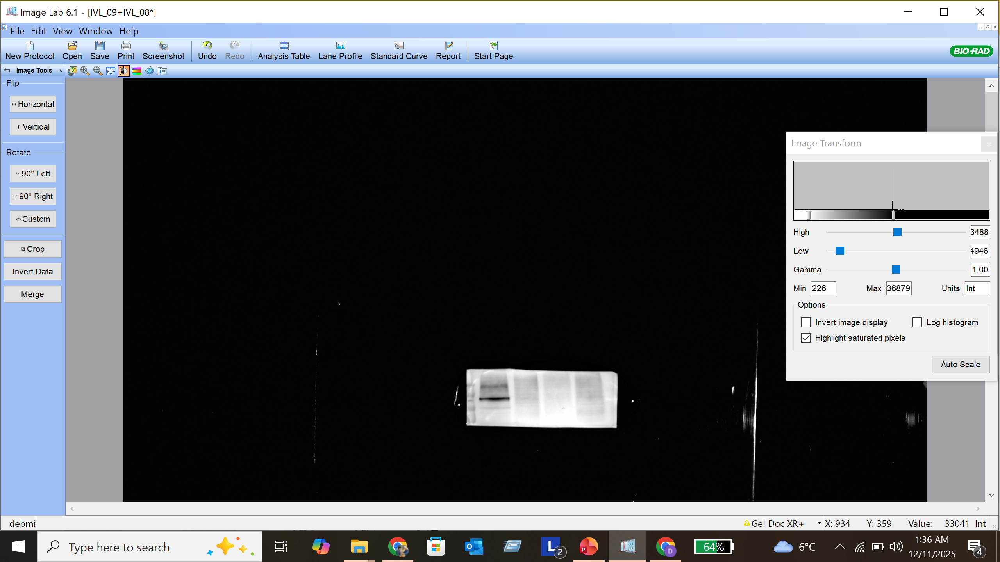 Image Lab 6.1 - [IVL_09+IVL_08*]
File Edit View Window Help
New Protocol Open Save Print Screenshot Undo Redo Analysis Table Lane Profile Standard Curve Report Start Page
BIO-RAD
Image Tools
Flip
Horizontal
Vertical
Rotate
90° Left
90° Right
Custom
Crop
Invert Data
Merge
Image Transform
High 3488
Low 4946
Gamma 1.00
Min 226 Max 36879 Units Int
Options
Invert image display Log histogram
Highlight saturated pixels
Auto Scale
debmi Gel Doc XR+ X: 934 Y: 359 Value: 33041 Int
Type here to search
L 2
P
D
64%
6°C
1:36 AM
12/11/2025
4